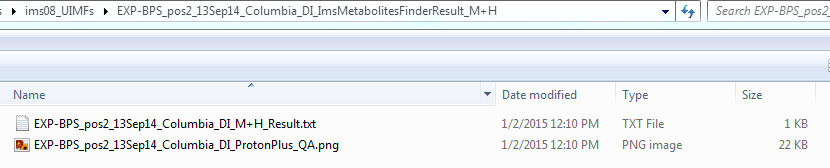 ims08_UIMFs EXP-BPS_pos2_13Sep14_Columbia_DI_ImsMetabolitesFinderResult_M+H Search EXP-BPS_pos2_
Name Date modified Type Size
EXP-BPS_pos2_13Sep14_Columbia_DI_M+H_Result.txt 1/2/2015 12:10 PM TXT File 1 KB
EXP-BPS_pos2_13Sep14_Columbia_DI_ProtonPlus_QA.png 1/2/2015 12:10 PM PNG image 22 KB